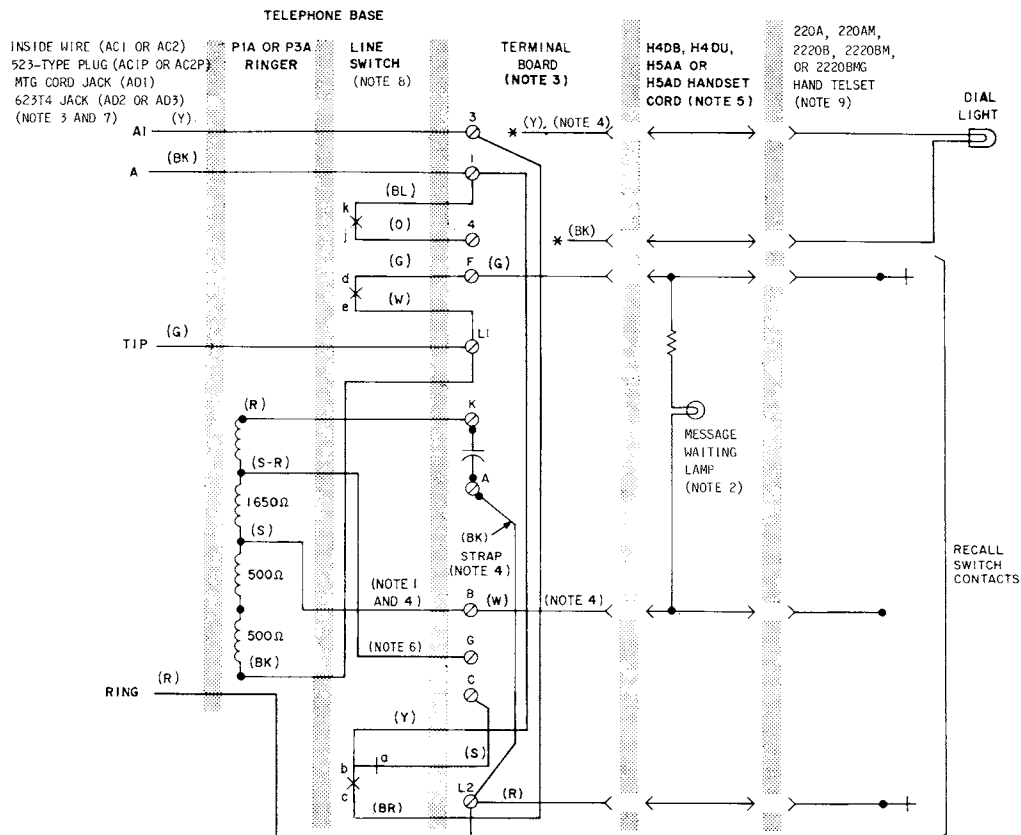 TELEPHONE BASE
INSIDE WIRE (AC1 OR AC2)
523-TYPE PLUG (AC1P OR AC2P)
MTG CORD JACK (AD1)
623T4 JACK (AD2 OR AD3)
(NOTE 3 AND 7)
P1A OR P3A
RINGER
LINE
SWITCH
(NOTE 8)
TERMINAL
BOARD
(NOTE 3)
H4DB, H4DU,
H5AA OR
H5AD HANDSET
CORD (NOTE 5)
220A, 220AM,
2220B, 2220BM,
OR 2220BMG
HAND TELSET
(NOTE 9)
DIAL
LIGHT
A1
(Y)
3
(Y), (NOTE 4)
A
(BK)
1
(BL)
k
j
(O)
4
(BK)
(G)
F
(G)
d
e
(W)
TIP
(G)
L1
(R)
K
MESSAGE
WAITING
LAMP
(NOTE 2)
(S-R)
A
1650Ω
(S)
(BK)
STRAP
(NOTE 4)
RECALL
SWITCH
CONTACTS
500Ω
(NOTE 1
AND 4)
B
(W)
(NOTE 4)
500Ω
(NOTE 6)
G
(BK)
C
RING
(R)
(Y)
a
(S)
b
c
(BR)
L2
(R)